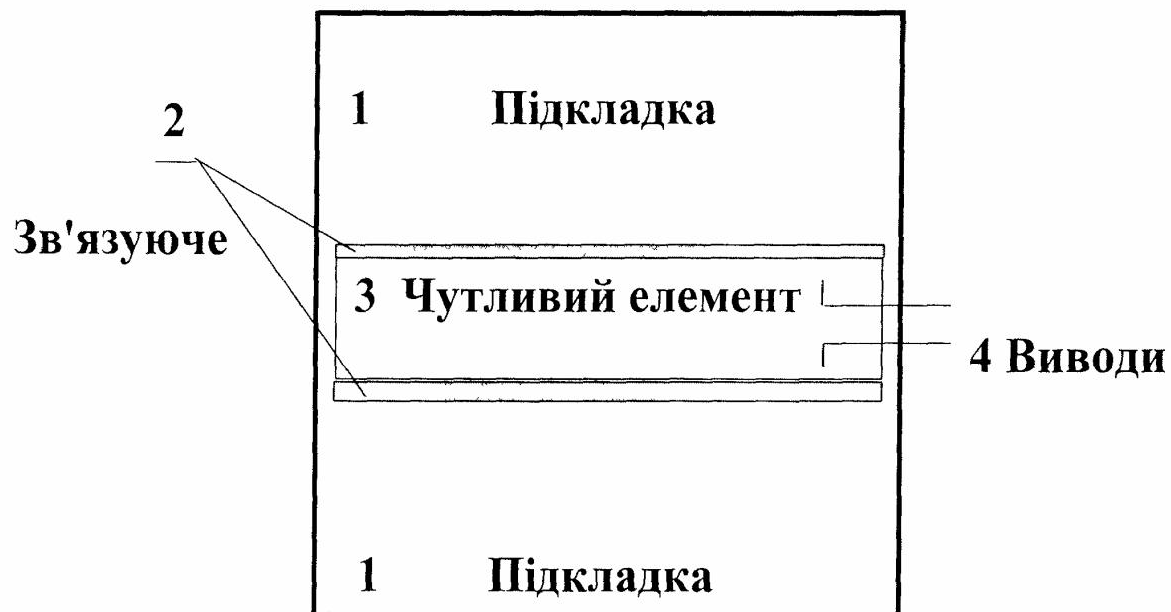 1 Підкладка
2
Зв'язуюче
3 Чутливий елемент
4 Виводи
1 Підкладка